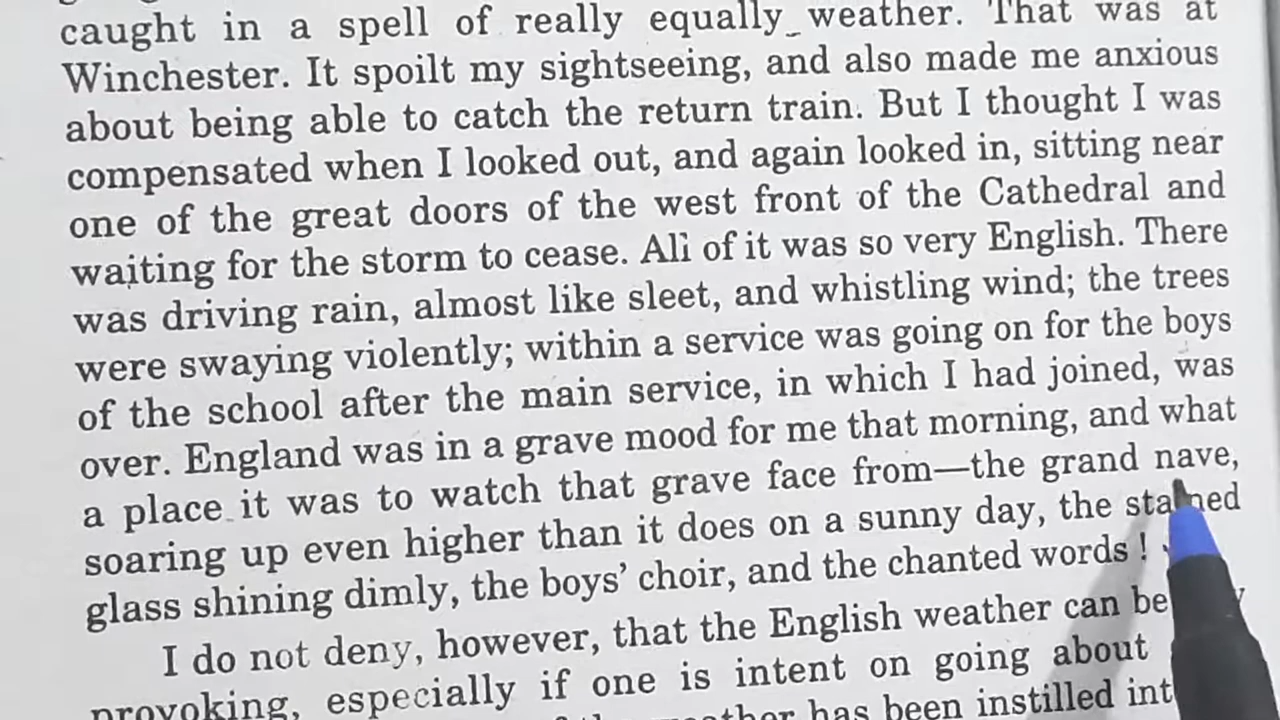 caught in a spell of really equally weather. That was at
Winchester. It spoilt my sightseeing, and also made me anxious
about being able to catch the return train. But I thought I was
compensated when I looked out, and again looked in, sitting near
one of the great doors of the west front of the Cathedral and
waiting for the storm to cease. All of it was so very English. There
was driving rain, almost like sleet, and whistling wind; the trees
were swaying violently; within a service was going on for the boys
of the school after the main service, in which I had joined, was
over. England was in a grave mood for me that morning, and what
a place it was to watch that grave face from—the grand nave,
soaring up even higher than it does on a sunny day, the stained
glass shining dimly, the boys' choir, and the chanted words!
I do not deny, however, that the English weather can be
provoking, especially if one is intent on going about
weather has been instilled